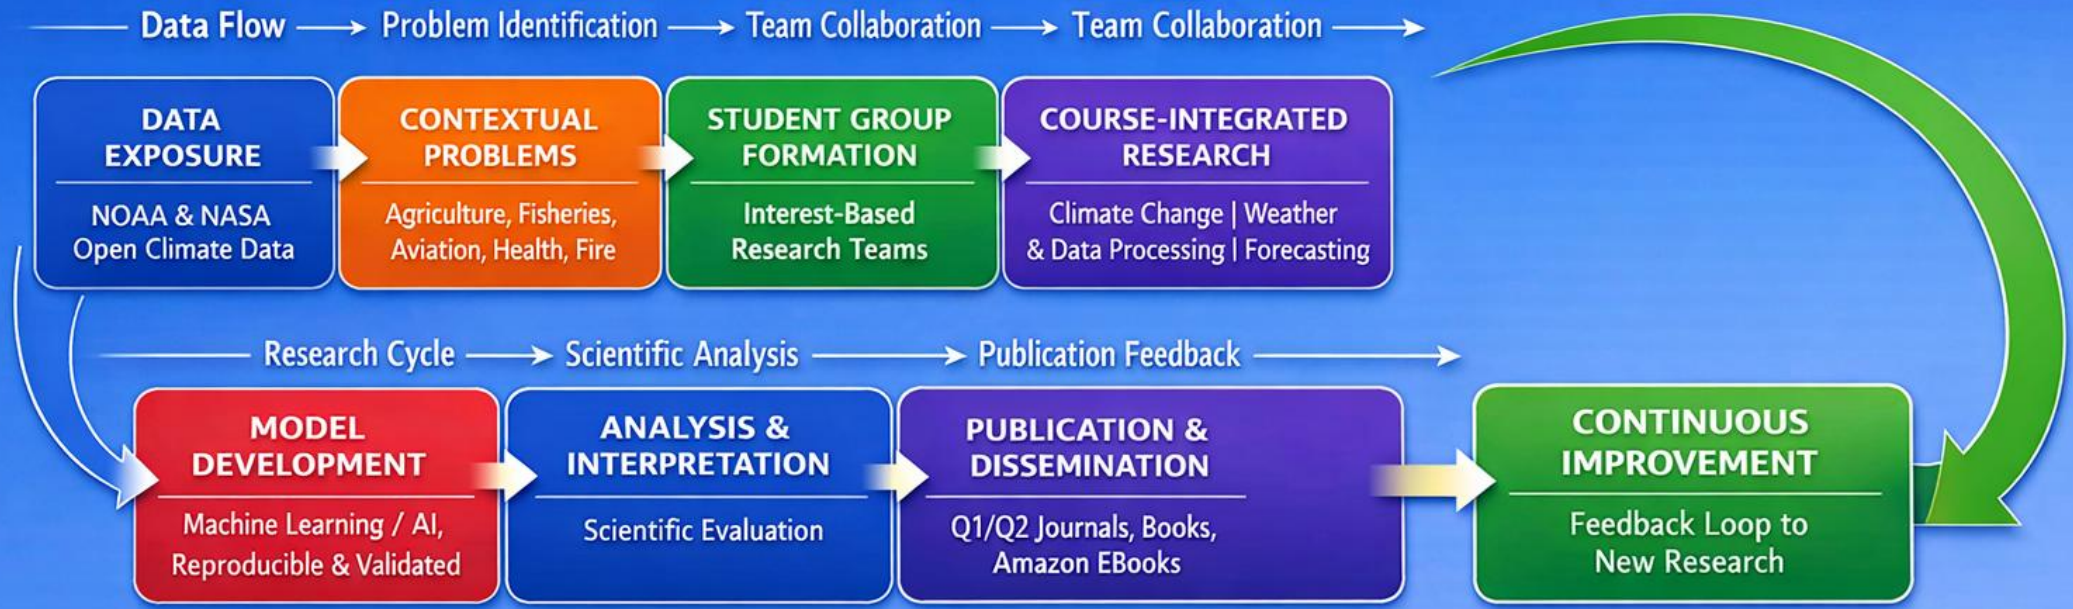 Data Flow Problem Identification Team Collaboration Team Collaboration
DATA
EXPOSURE
NOAA & NASA
Open Climate Data
CONTEXTUAL
PROBLEMS
Agriculture, Fisheries,
Aviation, Health, Fire
STUDENT GROUP
FORMATION
Interest-Based
Research Teams
COURSE-INTEGRATED
RESEARCH
Climate Change | Weather
& Data Processing | Forecasting
Research Cycle Scientific Analysis Publication Feedback
MODEL
DEVELOPMENT
Machine Learning / AI,
Reproducible & Validated
ANALYSIS &
INTERPRETATION
Scientific Evaluation
PUBLICATION &
DISSEMINATION
Q1/Q2 Journals, Books,
Amazon EBooks
CONTINUOUS
IMPROVEMENT
Feedback Loop to
New Research